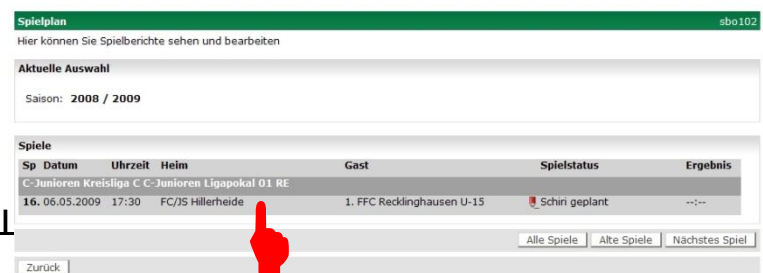 Spielplan sbo102
Hier können Sie Spielberichte sehen und bearbeiten
Aktuelle Auswahl
Saison: 2008 / 2009
Spiele
Sp Datum Uhrzeit Heim Gast Spielstatus Ergebnis
C-Junioren Kreisliga C C-Junioren Ligapokal 01 RE
16. 06.05.2009 17:30 FC/JS Hillerheide 1. FFC Recklinghausen U-15 Schiri geplant --:--
Alle Spiele Alte Spiele Nächstes Spiel
Zurück